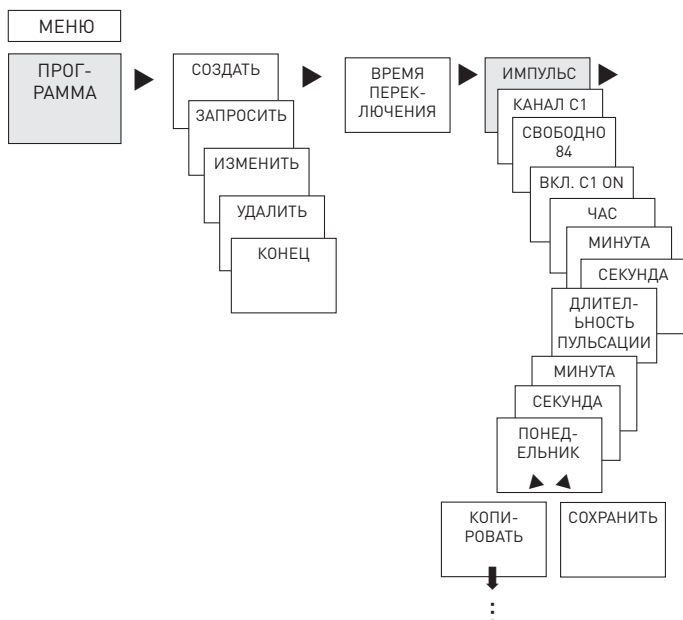 МЕНЮ
ПРОГ-
РАММА
СОЗДАТЬ
ЗАПРОСИТЬ
ИЗМЕНИТЬ
УДАЛИТЬ
КОНЕЦ
ВРЕМЯ
ПЕРЕК-
ЛЮЧЕНИЯ
ИМПУЛЬС
КАНАЛ C1
СВОБОДНО
84
ВКЛ. C1 ON
ЧАС
МИНУТА
СЕКУНДА
ДЛИТЕЛ-
ЬНОСТЬ
ПУЛЬСАЦИИ
МИНУТА
СЕКУНДА
ПОНЕД-
ЕЛЬНИК
КОПИ-
РОВАТЬ
СОХРАНИТЬ